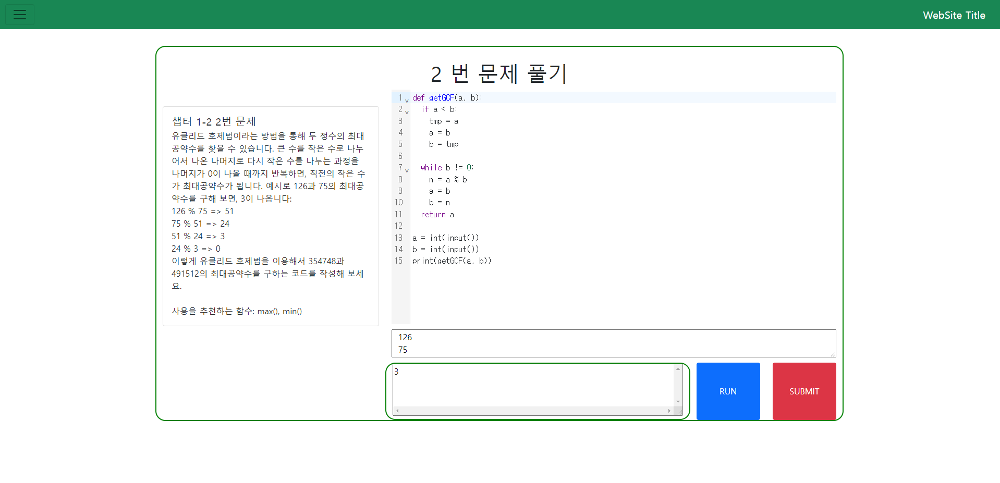 WebSite Title
2 번 문제 풀기
챕터 1-2 2번 문제
유클리드 호제법이라는 방법을 통해 두 정수의 최대
공약수를 찾을 수 있습니다. 큰 수를 작은 수로 나누
어서 나온 나머지로 다시 작은 수를 나누는 과정을
나머지가 0이 나올 때까지 반복하면, 직전의 작은 수
가 최대공약수가 됩니다. 예시로 126과 75의 최대공
약수를 구해 보면, 3이 나옵니다:
126 % 75 => 51
75 % 51 => 24
51 % 24 => 3
24 % 3 => 0
이렇게 유클리드 호제법을 이용해서 354748과
491512의 최대공약수를 구하는 코드를 작성해 보세
요.
사용을 추천하는 함수: max(), min()
1 def getGCF(a, b):
2 if a < b:
3 tmp = a
4 a = b
5 b = tmp
6
7 while b != 0:
8 n = a % b
9 a = b
10 b = n
11 return a
12
13 a = int(input())
14 b = int(input())
15 print(getGCF(a, b))
126
75
3
RUN
SUBMIT